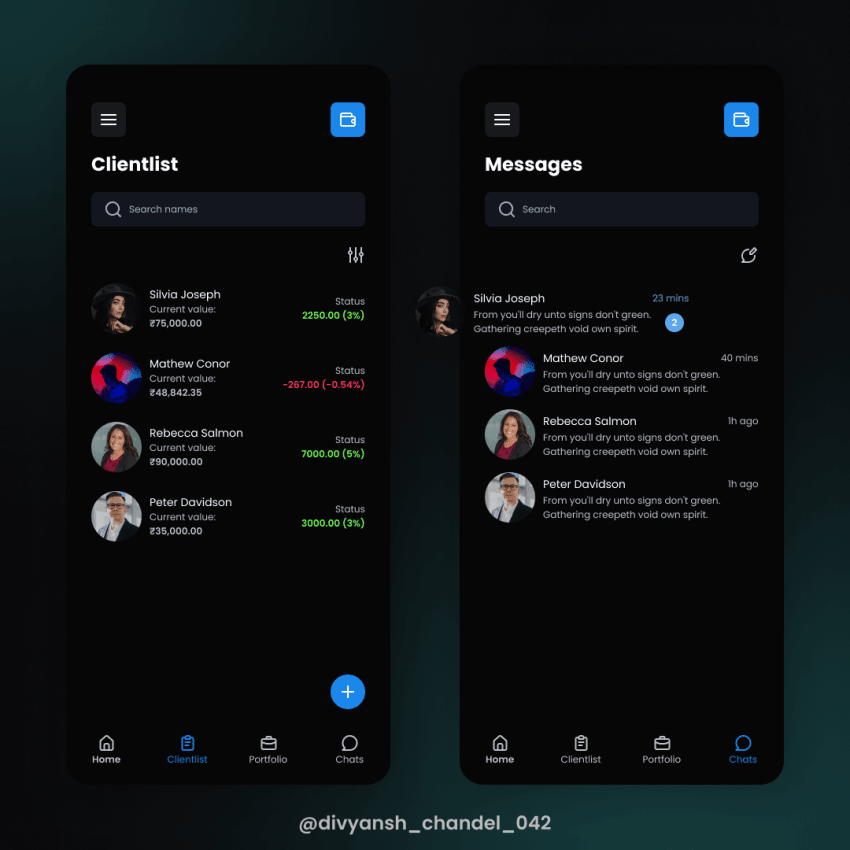 Clientlist
Search names
Silvia Joseph
Current value:
₹75,000.00
Status
2250.00 (3%)
Mathew Conor
Current value:
₹48,842.35
Status
-267.00 (-0.54%)
Rebecca Salmon
Current value:
₹90,000.00
Status
7000.00 (5%)
Peter Davidson
Current value:
₹35,000.00
Status
3000.00 (3%)
Home
Clientlist
Portfolio
Chats
Messages
Search
Silvia Joseph
23 mins
From you'll dry unto signs don't green.
Gathering creepeth void own spirit.
2
Mathew Conor
40 mins
From you'll dry unto signs don't green.
Gathering creepeth void own spirit.
Rebecca Salmon
1h ago
From you'll dry unto signs don't green.
Gathering creepeth void own spirit.
Peter Davidson
1h ago
From you'll dry unto signs don't green.
Gathering creepeth void own spirit.
Home
Clientlist
Portfolio
Chats
@divyansh_chandel_042